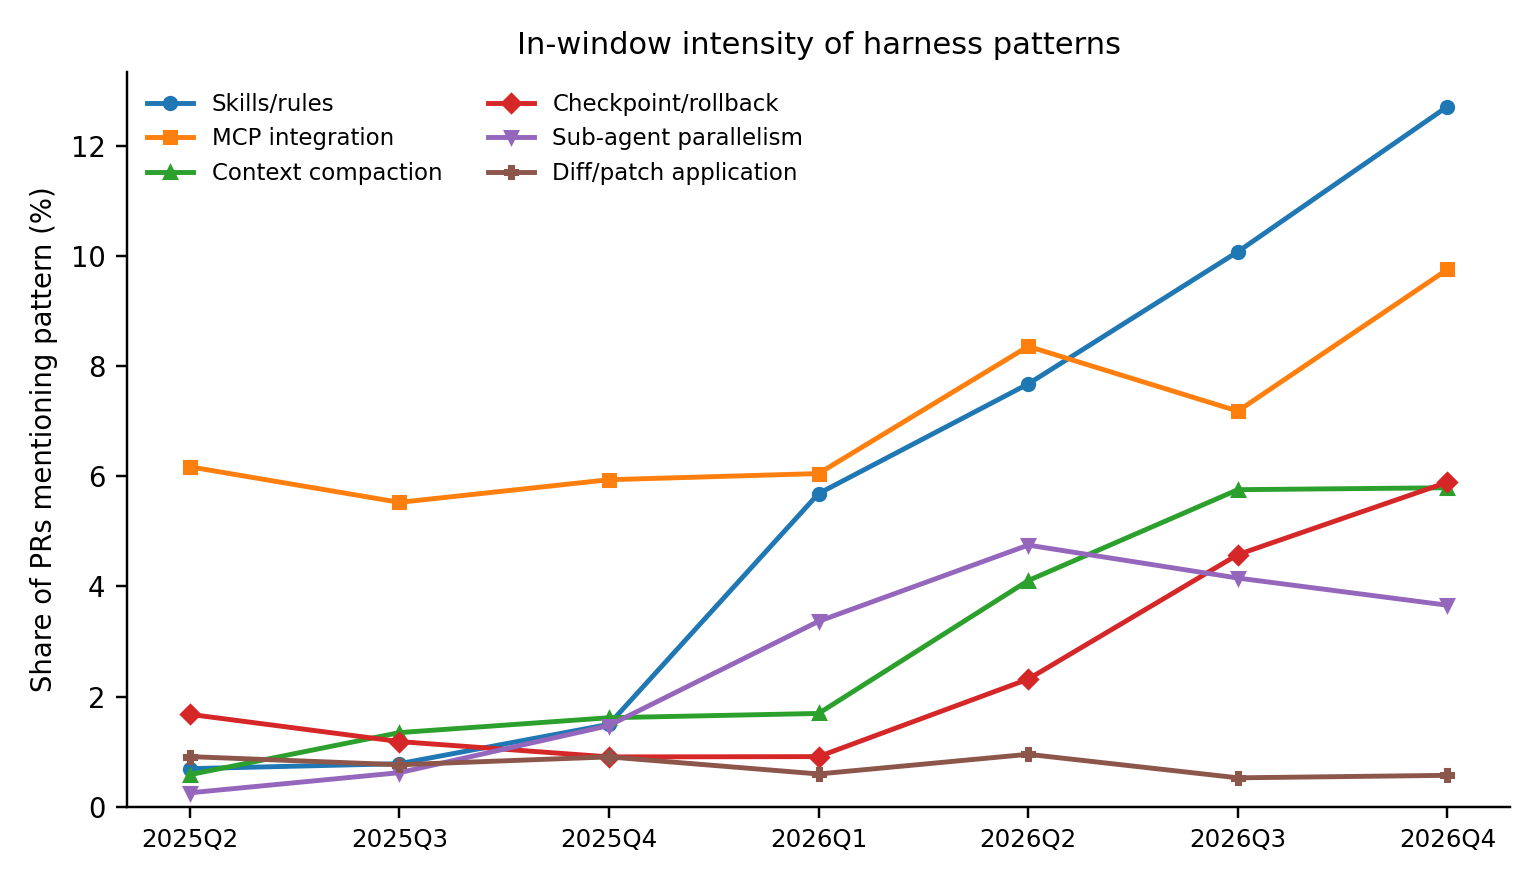 In-window intensity of harness patterns
Skills/rules
MCP integration
Context compaction
Checkpoint/rollback
Sub-agent parallelism
Diff/patch application
Share of PRs mentioning pattern (%)
12
10
8
6
4
2
0
2025Q2 2025Q3 2025Q4 2026Q1 2026Q2 2026Q3 2026Q4